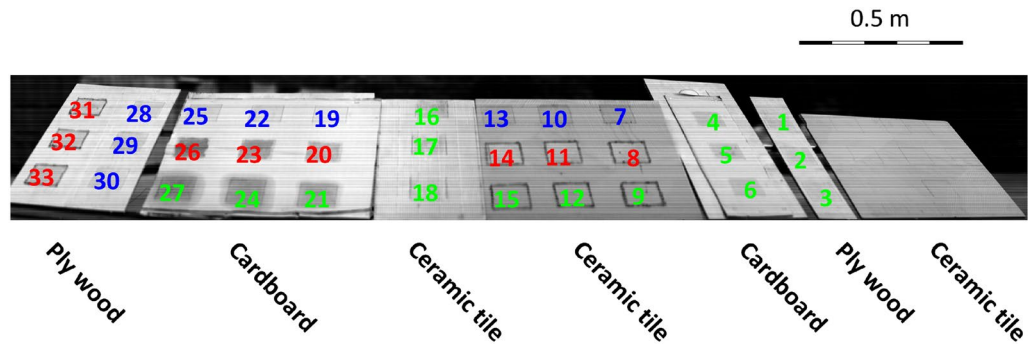 0.5 m
31 28 25 22 19 16 13 10 7 4 1
32 29 26 23 20 17 14 11 8 5 2
33 30 27 24 21 18 15 12 9 6 3
Ply wood
Cardboard
Ceramic tile
Ceramic tile
Cardboard
Ply wood
Ceramic tile